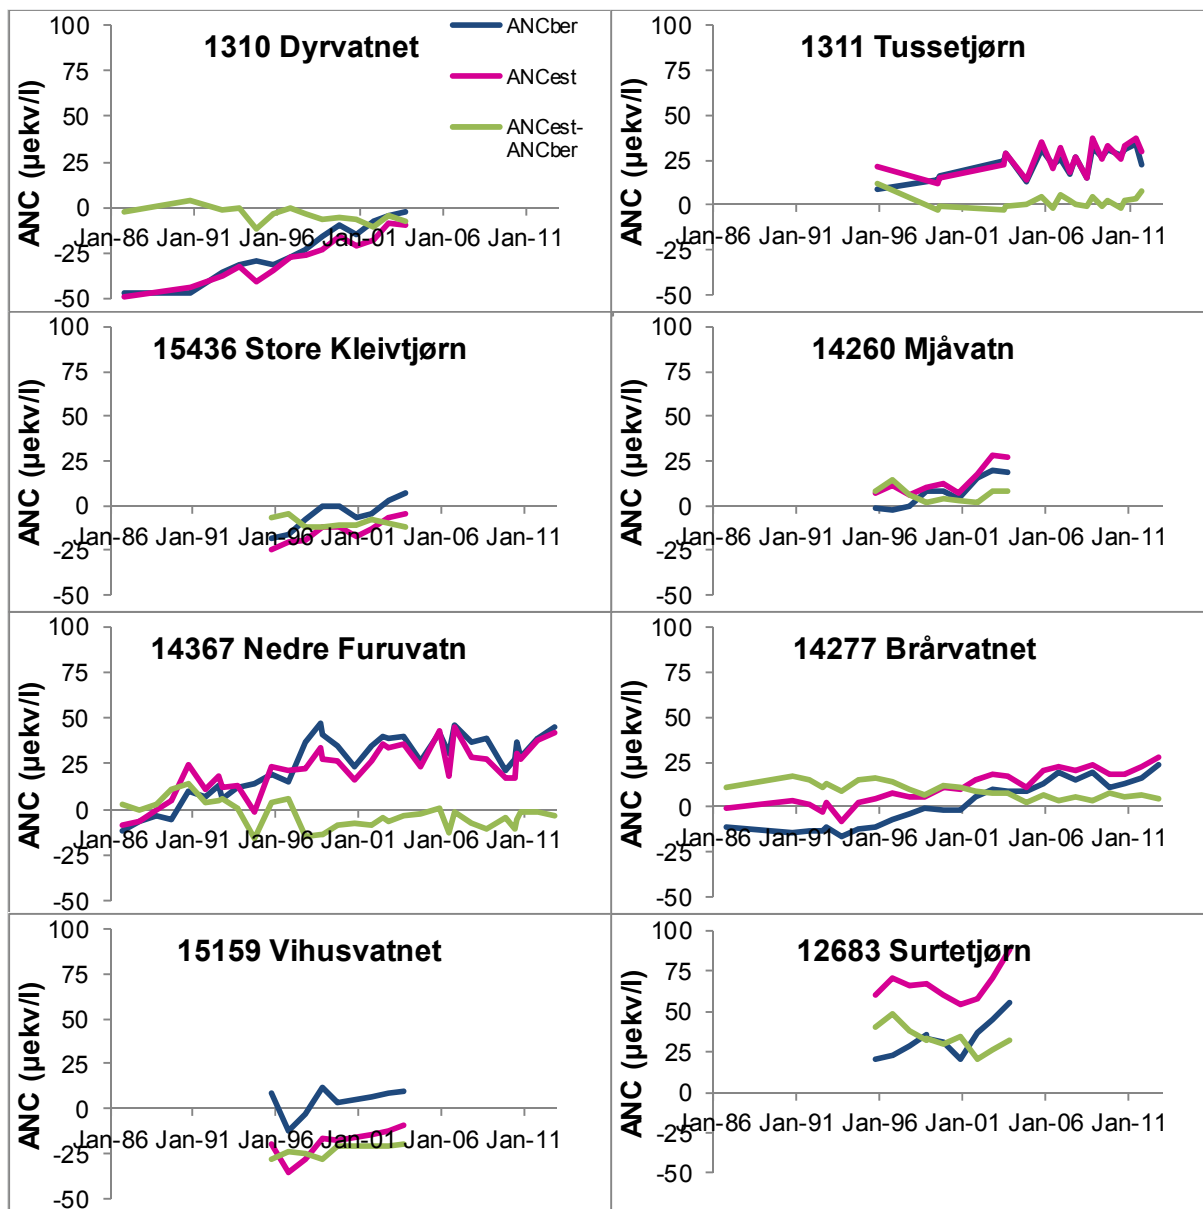 1310 Dyrvatnet
ANCber
ANCest
ANCest-
ANCber
ANC (µekv/l)
100
75
50
25
0
-25
-50
Jan-86 Jan-91 Jan-96 Jan-01 Jan-06 Jan-11
1311 Tussetjørn
ANC (µekv/l)
100
75
50
25
0
-25
-50
Jan-86 Jan-91 Jan-96 Jan-01 Jan-06 Jan-11
15436 Store Kleivtjørn
ANC (µekv/l)
100
75
50
25
0
-25
-50
Jan-86 Jan-91 Jan-96 Jan-01 Jan-06 Jan-11
14260 Mjåvatn
ANC (µekv/l)
100
75
50
25
0
-25
-50
Jan-86 Jan-91 Jan-96 Jan-01 Jan-06 Jan-11
14367 Nedre Furuvatn
ANC (µekv/l)
100
75
50
25
0
-25
-50
Jan-86 Jan-91 Jan-96 Jan-01 Jan-06 Jan-11
14277 Brårvatnet
ANC (µekv/l)
100
75
50
25
0
-25
-50
Jan-86 Jan-91 Jan-96 Jan-01 Jan-06 Jan-11
15159 Vihusvatnet
ANC (µekv/l)
100
75
50
25
0
-25
-50
Jan-86 Jan-91 Jan-96 Jan-01 Jan-06 Jan-11
12683 Surtetjørn
ANC (µekv/l)
100
75
50
25
0
-25
-50
Jan-86 Jan-91 Jan-96 Jan-01 Jan-06 Jan-11